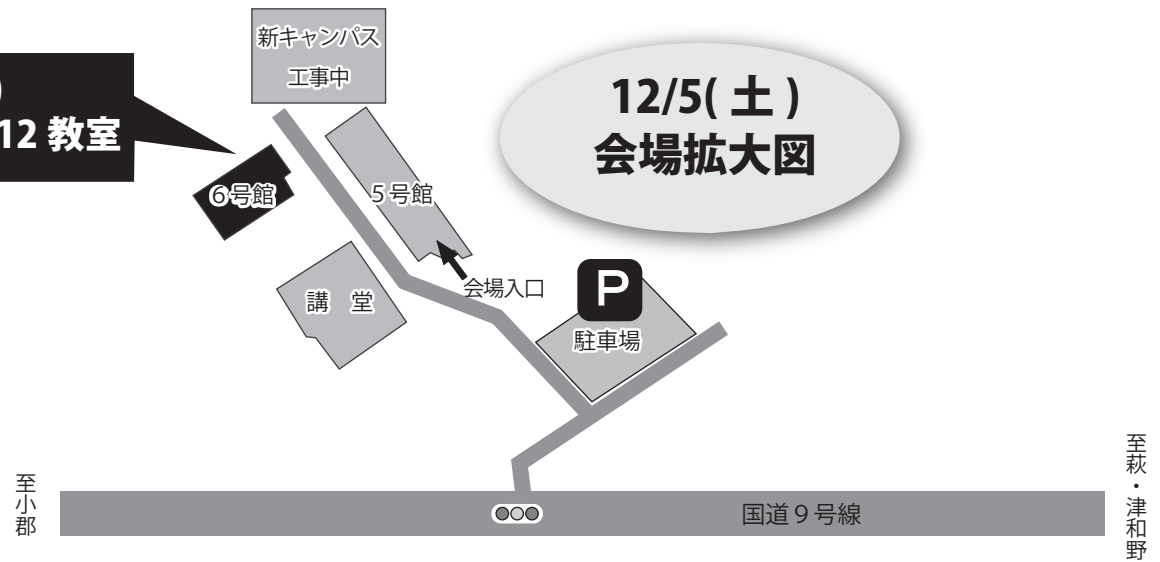 新キャンパス
工事中
12/5( 土 )
会場拡大図
)
12 教室
６号館
５号館
会場入口
講　堂
P
駐車場
至小郡
国道９号線
至萩・津和野